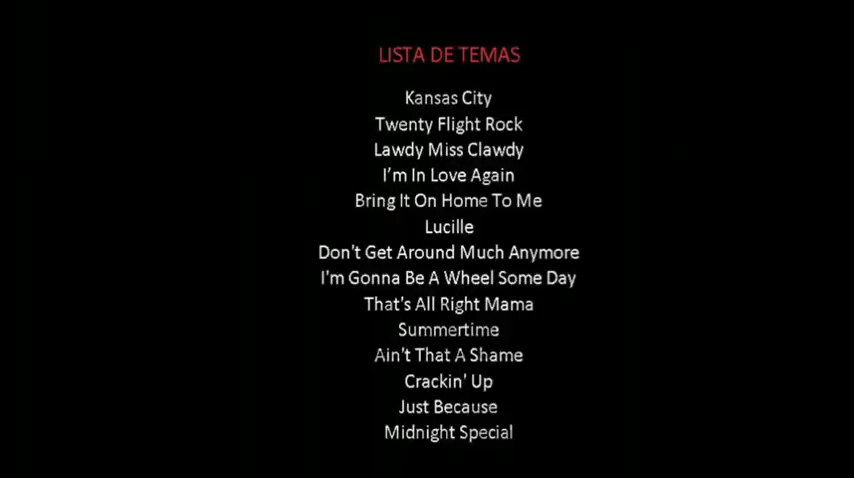 LISTA DE TEMAS
Kansas City
Twenty Flight Rock
Lawdy Miss Clawdy
I’m In Love Again
Bring It On Home To Me
Lucille
Don't Get Around Much Anymore
I'm Gonna Be A Wheel Some Day
That's All Right Mama
Summertime
Ain't That A Shame
Crackin' Up
Just Because
Midnight Special